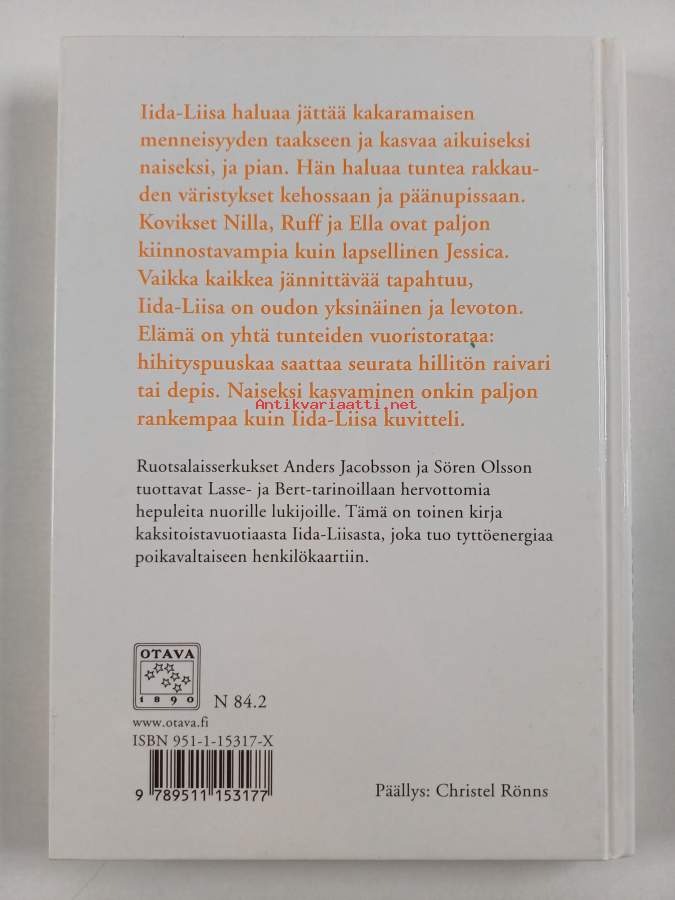 Iida-Liisa haluaa jättää kakaramaisen
menneisyyden taakseen ja kasvaa aikuiseksi
naiseksi, ja pian. Hän haluaa tuntea rakkau-
den väristykset kehossaan ja päänupissaan.
Kovikset Nilla, Ruff ja Ella ovat paljon
kiinnostavampia kuin lapsellinen Jessica.
Vaikka kaikkea jännittävää tapahtuu,
Iida-Liisa on oudon yksinäinen ja levoton.
Elämä on yhtä tunteiden vuoristorataa:
hihityspuuskaa saattaa seurata hillitön raivari
tai depis. Naiseksi kasvaminen onkin paljon
Antikvariaatti.net
rankempaa kuin Iida-Liisa kuvitteli.
Ruotsalaisserkukset Anders Jacobsson ja Sören Olsson
tuottavat Lasse- ja Bert-tarinoillaan hervottomia
hepuleita nuorille lukijoille. Tämä on toinen kirja
kaksitoistavuotiaasta Iida-Liisasta, joka tuo tyttöenergiaa
poikavaltaiseen henkilökaartiin.
OTAVA
1890
N 84.2
www.otava.fi
ISBN 951-1-15317-X
9 789511 153177
Päällys: Christel Rönns